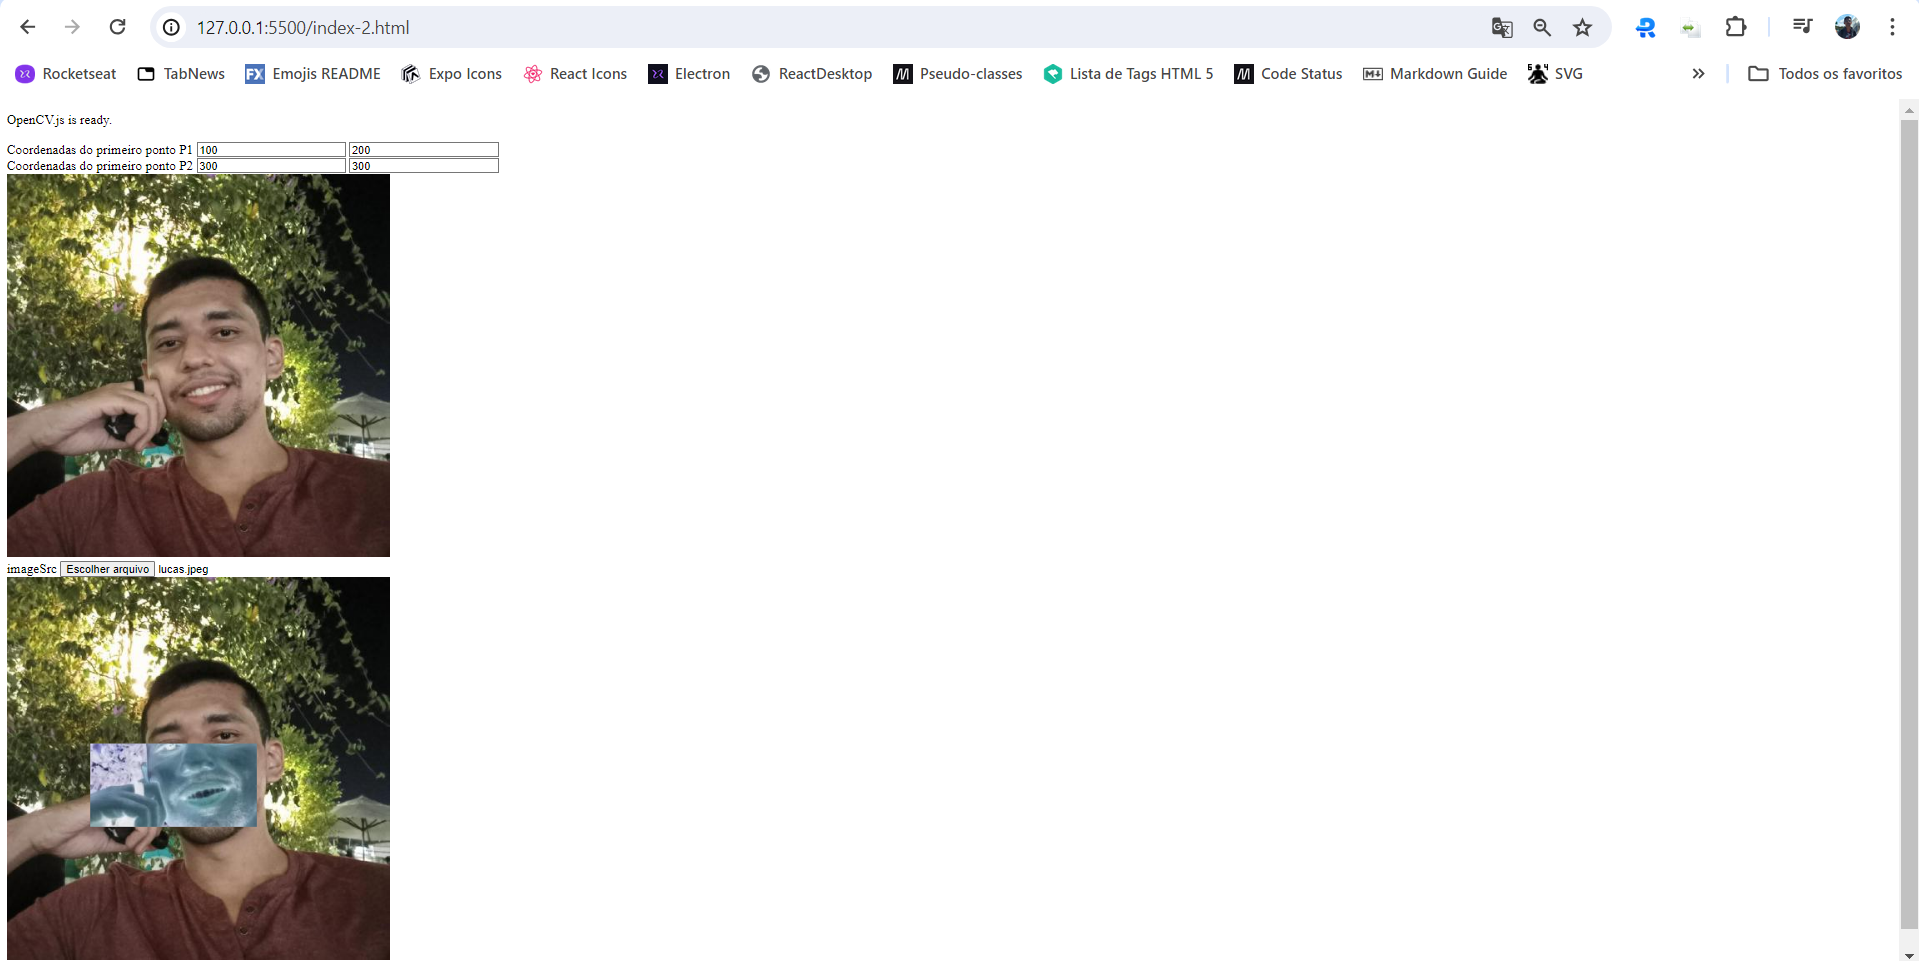 127.0.0.1:5500/index-2.html
Rocketseat TabNews Emojis README Expo Icons React Icons Electron ReactDesktop Pseudo-classes Lista de Tags HTML 5 Code Status Markdown Guide SVG » Todos os favoritos
OpenCV.js is ready.
Coordenadas do primeiro ponto P1 100 200
Coordenadas do primeiro ponto P2 300 300
imageSrc Escolher arquivo lucas.jpeg